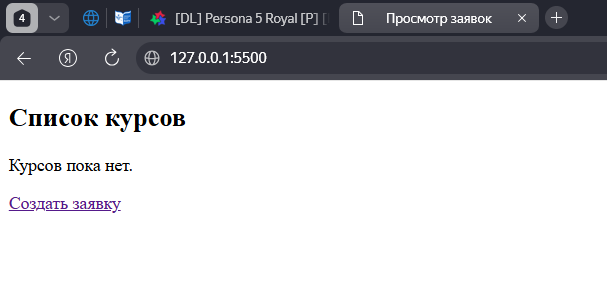 4
[DL] Persona 5 Royal [P] [
Просмотр заявок
Я
127.0.0.1:5500
Список курсов
Курсов пока нет.
Создать заявку